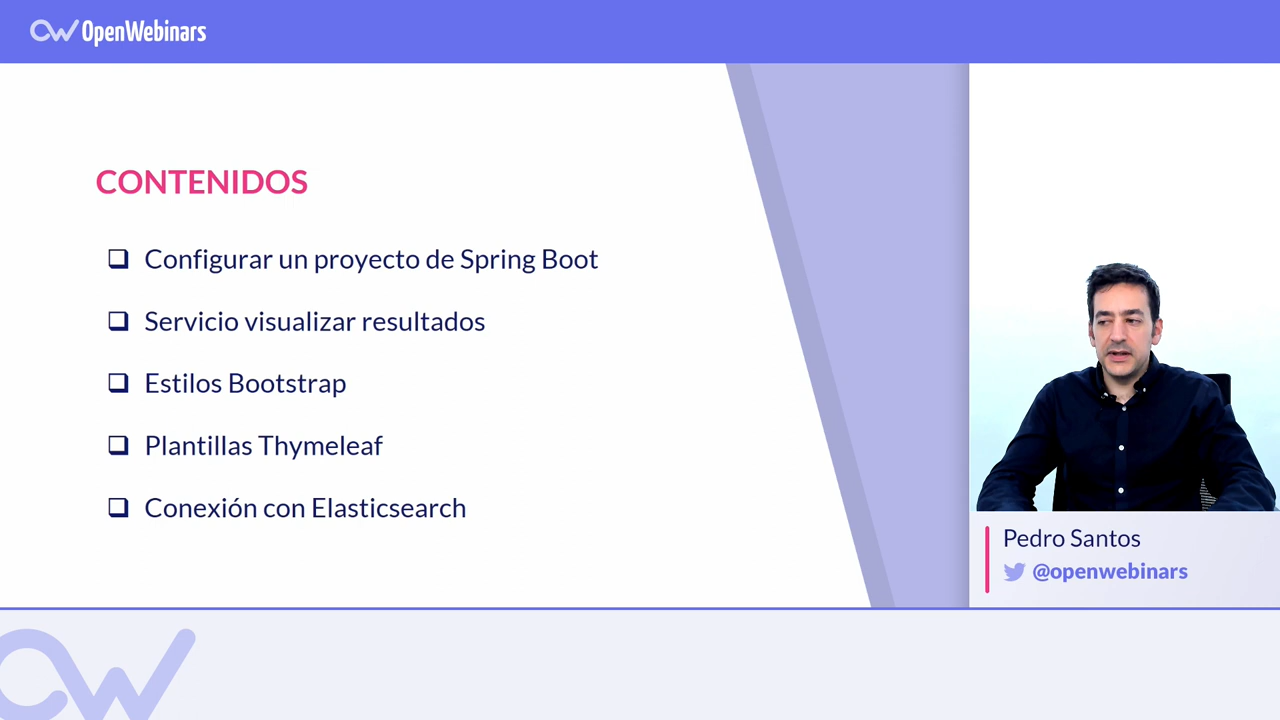 OpenWebinars
CONTENIDOS
Configurar un proyecto de Spring Boot
Servicio visualizar resultados
Estilos Bootstrap
Plantillas Thymeleaf
Conexión con Elasticsearch
Pedro Santos
@openwebinars